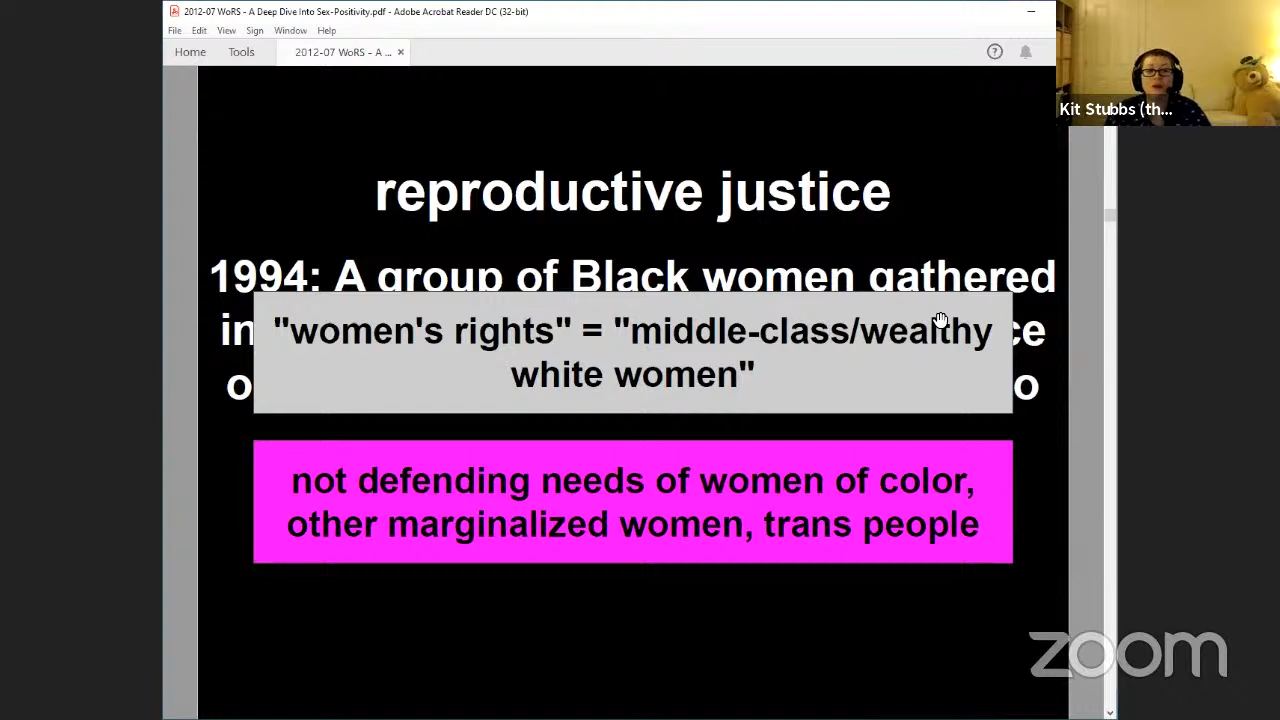 2012-07 WoRS - A Deep Dive Into Sex-Positivity.pdf - Adobe Acrobat Reader DC (32-bit)
File Edit View Sign Window Help
Home Tools 2012-07 WoRS - A ... ×
Kit Stubbs (th...
reproductive justice
1994: A group of Black women gathered
in
ce
"women's rights" = "middle-class/wealthy
white women"
o
o
not defending needs of women of color,
other marginalized women, trans people
zoom